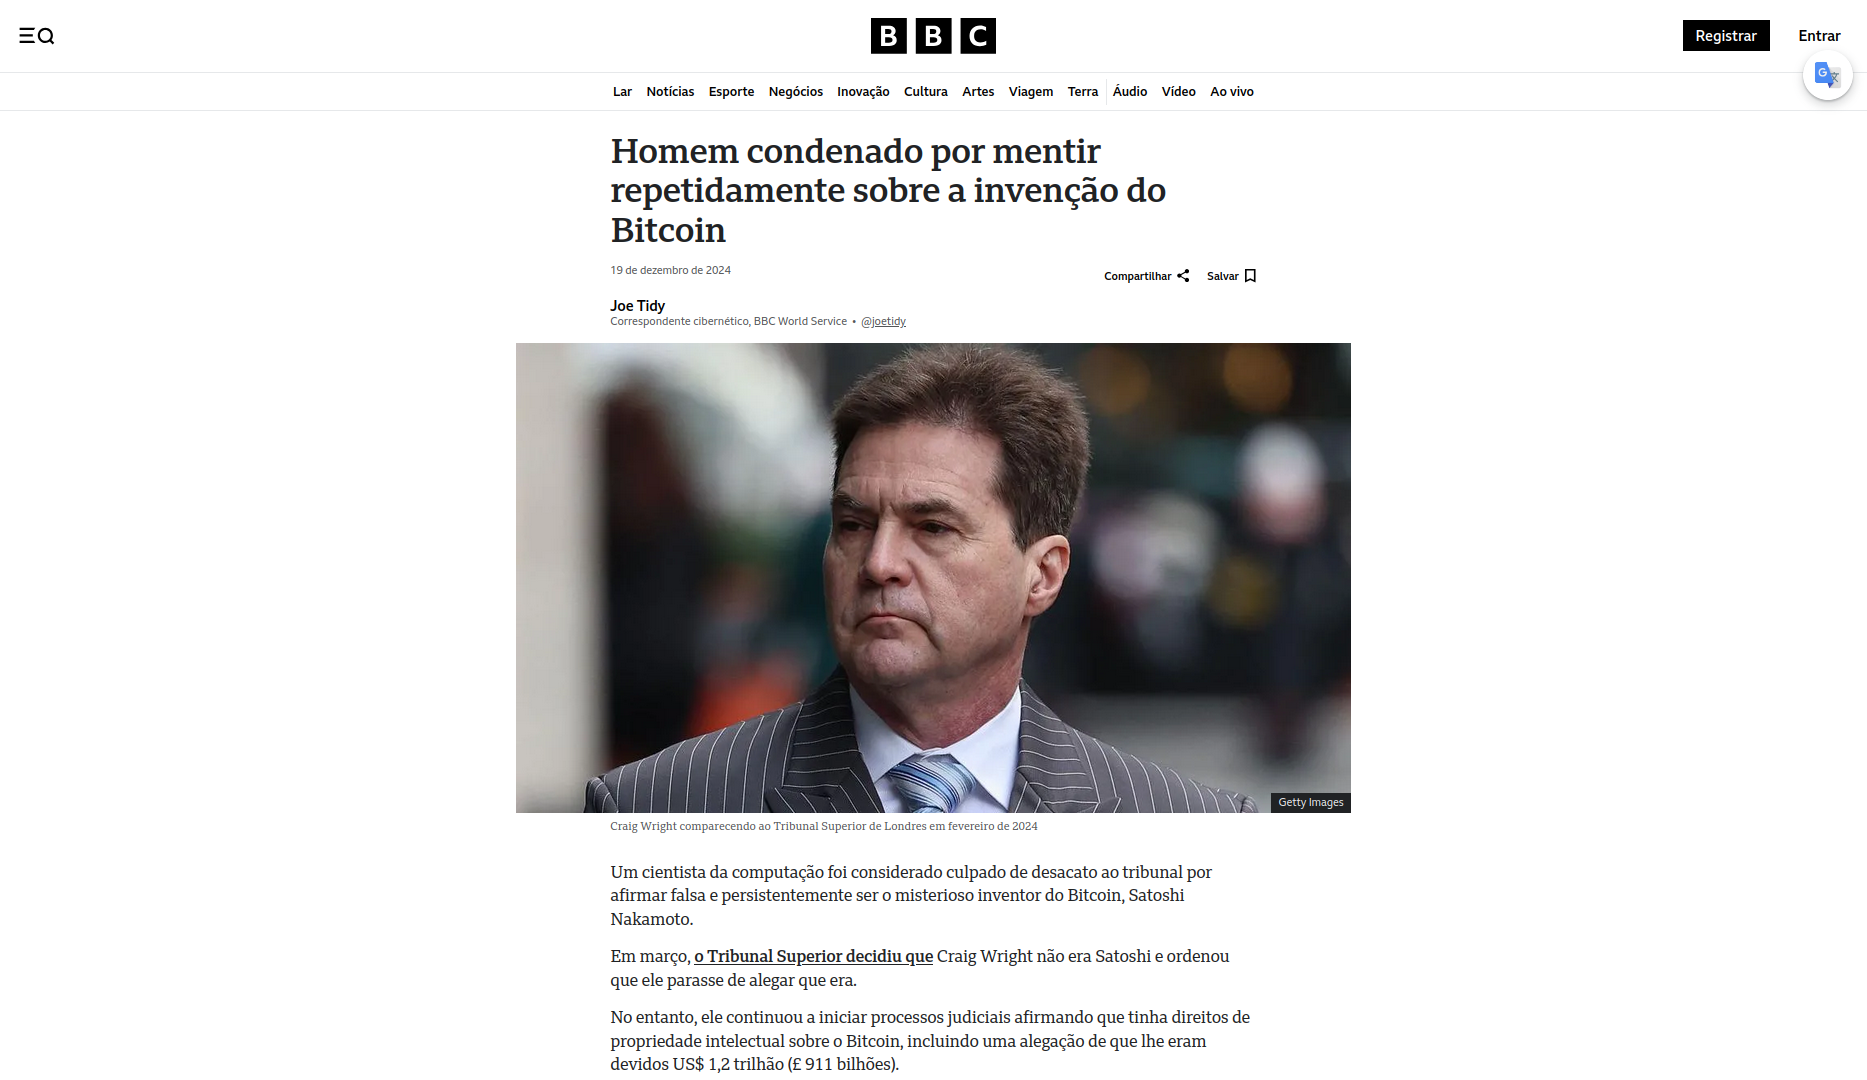 BBC
Registrar
Entrar
Lar Notícias Esporte Negócios Inovação Cultura Artes Viagem Terra Áudio Vídeo Ao vivo
Homem condenado por mentir
repetidamente sobre a invenção do
Bitcoin
19 de dezembro de 2024
Compartilhar
Salvar
Joe Tidy
Correspondente cibernético, BBC World Service • @joetidy
Getty Images
Craig Wright comparecendo ao Tribunal Superior de Londres em fevereiro de 2024
Um cientista da computação foi considerado culpado de desacato ao tribunal por
afirmar falsa e persistentemente ser o misterioso inventor do Bitcoin, Satoshi
Nakamoto.
Em março, o Tribunal Superior decidiu que Craig Wright não era Satoshi e ordenou
que ele parasse de alegar que era.
No entanto, ele continuou a iniciar processos judiciais afirmando que tinha direitos de
propriedade intelectual sobre o Bitcoin, incluindo uma alegação de que lhe eram
devidos US$ 1,2 trilhão (£ 911 bilhões).